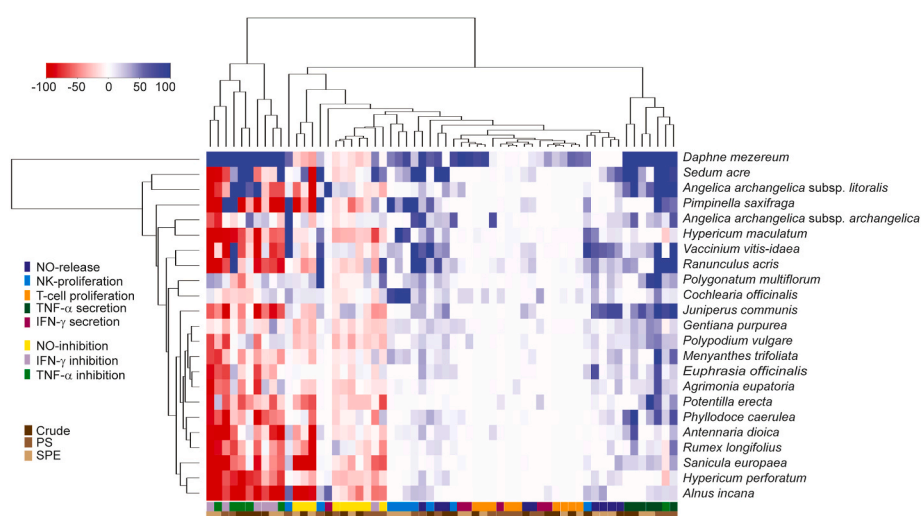 -100 -50 0 50 100
Daphne mezereum
Sedum acre
Angelica archangelica subsp. litoralis
Pimpinella saxifraga
Angelica archangelica subsp. archangelica
Hypericum maculatum
Vaccinium vitis-idaea
Ranunculus acris
Polygonatum multiflorum
Cochlearia officinalis
Juniperus communis
Gentiana purpurea
Polypodium vulgare
Menyanthes trifoliata
Euphrasia officinalis
Agrimonia eupatoria
Potentilla erecta
Phyllodoce caerulea
Antennaria dioica
Rumex longifolius
Sanicula europaea
Hypericum perforatum
Alnus incana
NO-release
NK-proliferation
T-cell proliferation
TNF-α secretion
IFN-γ secretion
NO-inhibition
IFN-γ inhibition
TNF-α inhibition
Crude
PS
SPE